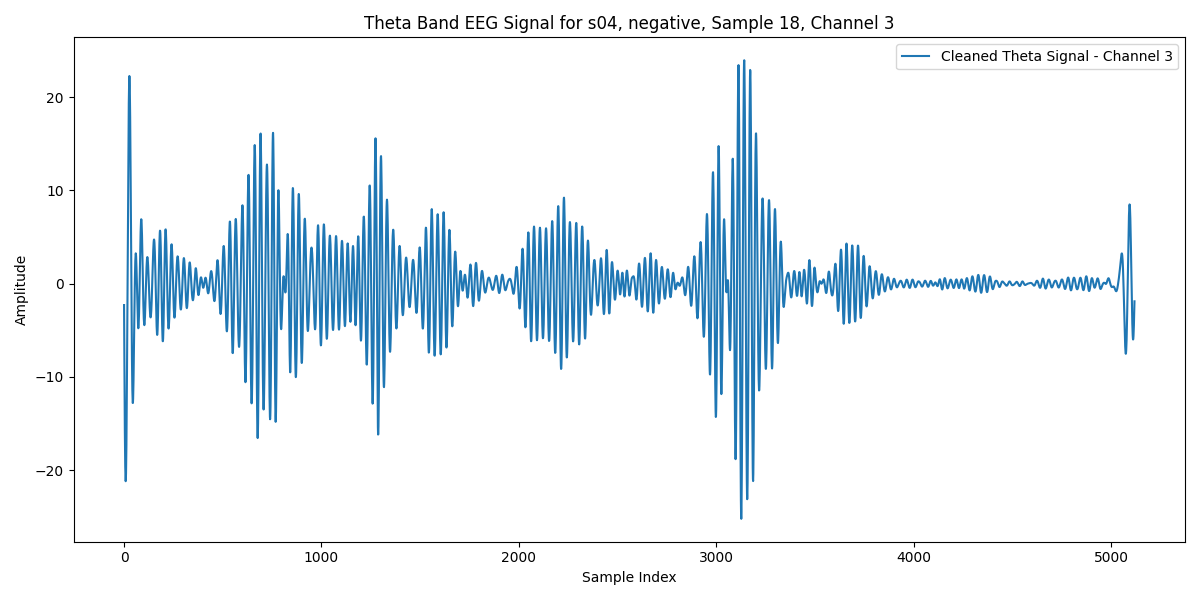 Theta Band EEG Signal for s04, negative, Sample 18, Channel 3
Cleaned Theta Signal - Channel 3
Amplitude
20
10
0
−10
−20
0 1000 2000 3000 4000 5000
Sample Index